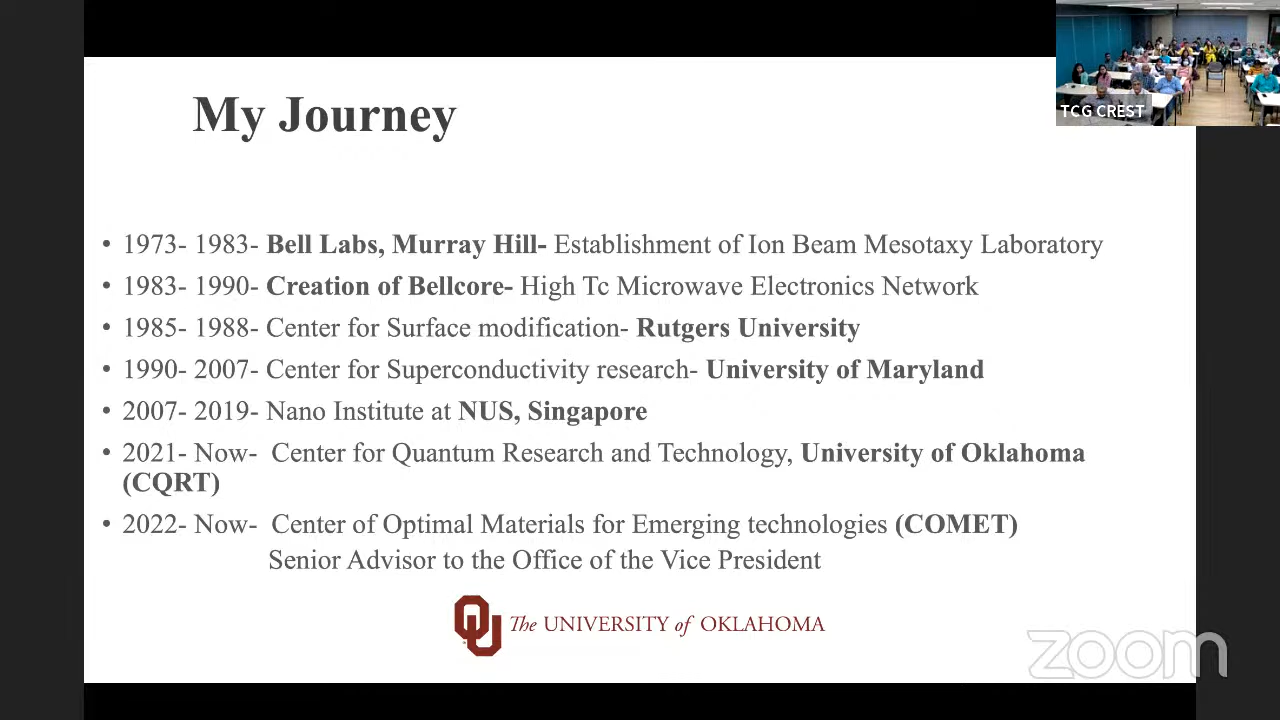 My Journey
TCG CREST
• 1973- 1983- Bell Labs, Murray Hill- Establishment of Ion Beam Mesotaxy Laboratory
• 1983- 1990- Creation of Bellcore- High Tc Microwave Electronics Network
• 1985- 1988- Center for Surface modification- Rutgers University
• 1990- 2007- Center for Superconductivity research- University of Maryland
• 2007- 2019- Nano Institute at NUS, Singapore
• 2021- Now- Center for Quantum Research and Technology, University of Oklahoma
(CQRT)
• 2022- Now- Center of Optimal Materials for Emerging technologies (COMET)
Senior Advisor to the Office of the Vice President
OU The UNIVERSITY of OKLAHOMA
zoom